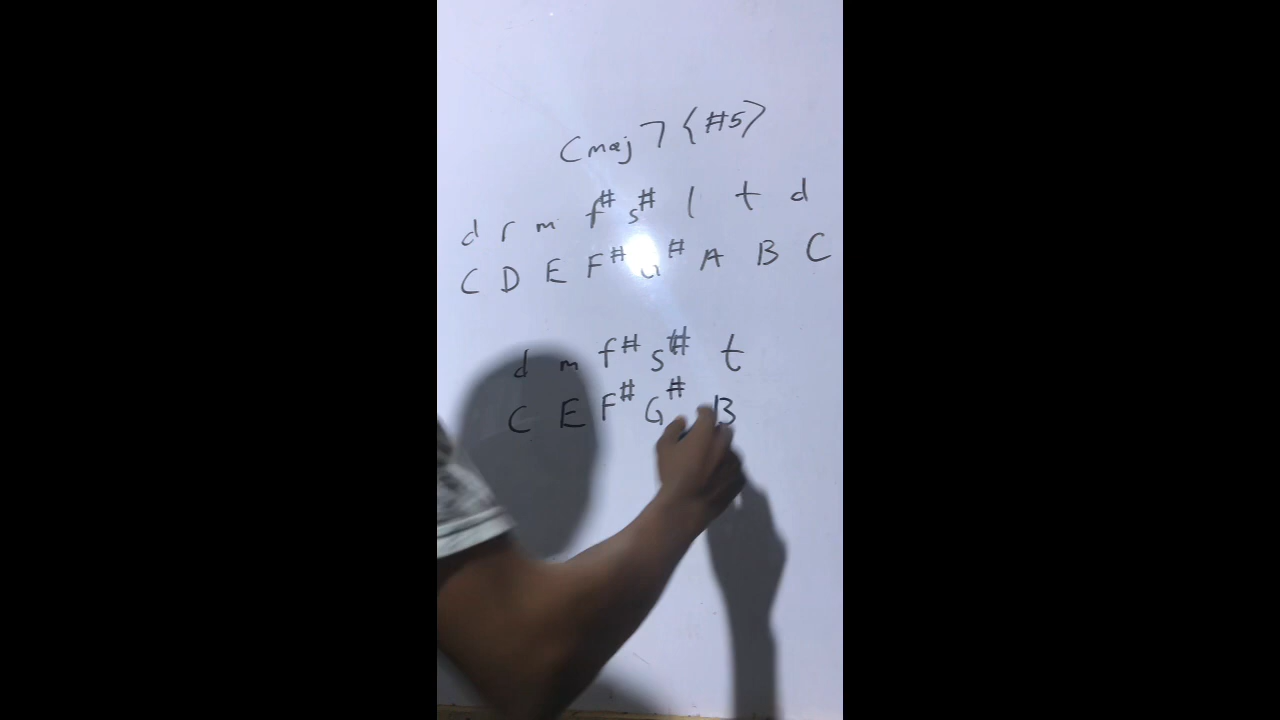 Cmaj7(#5)
d r m f# s# l t d
C D E F# G# A B C
d m f# s# t
C E F# G# B